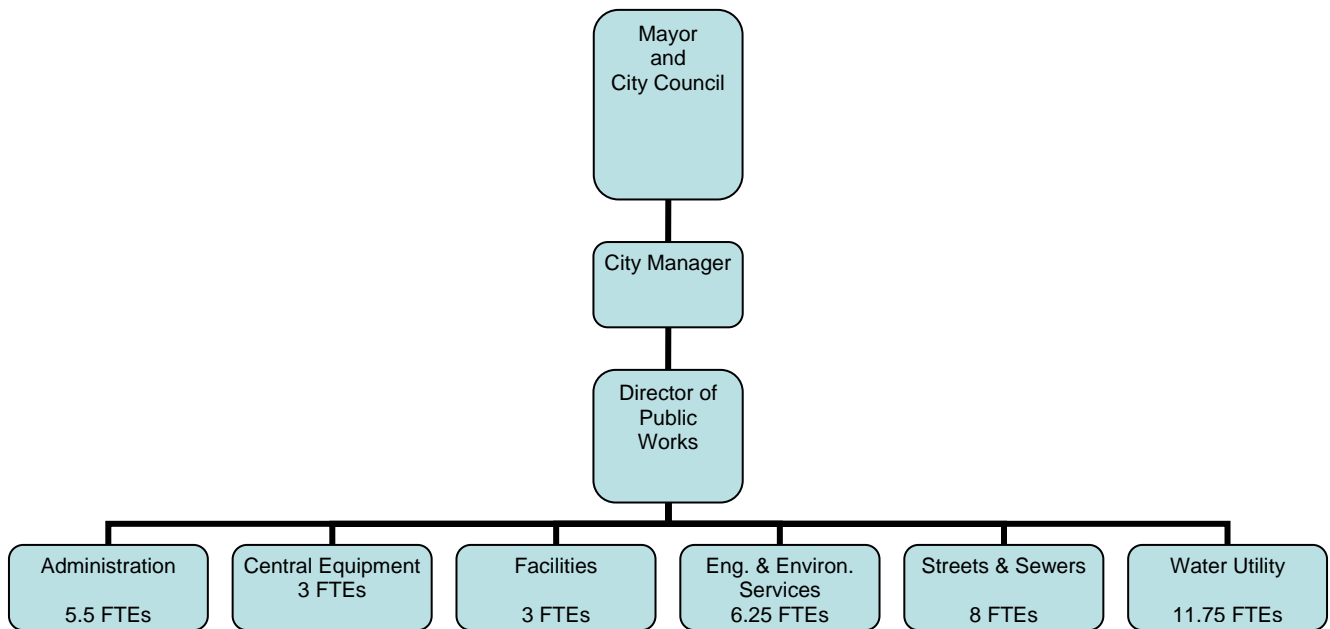 Mayor
and
City Council
City Manager
Director of
Public
Works
Administration
5.5 FTEs
Central Equipment
3 FTEs
Facilities
3 FTEs
Eng. & Environ.
Services
6.25 FTEs
Streets & Sewers
8 FTEs
Water Utility
11.75 FTEs